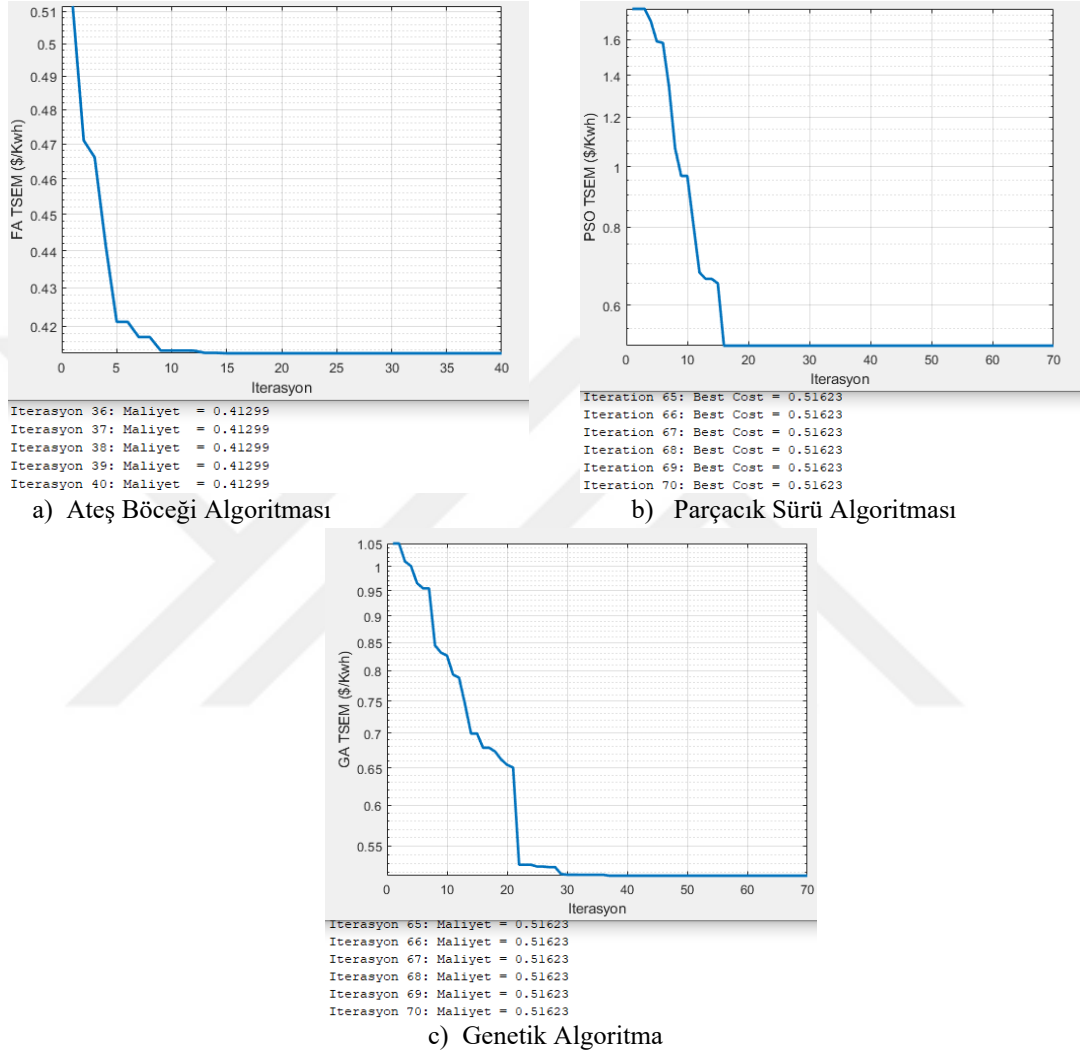 0.51
0.5
0.49
0.48
0.47
0.46
0.45
0.44
0.43
0.42
FA TSEM ($/Kwh)
0 5 10 15 20 25 30 35 40
Iterasyon
Iterasyon 36: Maliyet = 0.41299
Iterasyon 37: Maliyet = 0.41299
Iterasyon 38: Maliyet = 0.41299
Iterasyon 39: Maliyet = 0.41299
Iterasyon 40: Maliyet = 0.41299
a) Ateş Böceği Algoritması
1.6
1.4
1.2
1
0.8
0.6
PSO TSEM ($/Kwh)
0 10 20 30 40 50 60 70
Iterasyon
Iteration 65: Best Cost = 0.51623
Iteration 66: Best Cost = 0.51623
Iteration 67: Best Cost = 0.51623
Iteration 68: Best Cost = 0.51623
Iteration 69: Best Cost = 0.51623
Iteration 70: Best Cost = 0.51623
b) Parçacık Sürü Algoritması
1.05
1
0.95
0.9
0.85
0.8
0.75
0.7
0.65
0.6
0.55
GA TSEM ($/Kwh)
0 10 20 30 40 50 60 70
Iterasyon
Iterasyon 65: Maliyet = 0.51623
Iterasyon 66: Maliyet = 0.51623
Iterasyon 67: Maliyet = 0.51623
Iterasyon 68: Maliyet = 0.51623
Iterasyon 69: Maliyet = 0.51623
Iterasyon 70: Maliyet = 0.51623
c) Genetik Algoritma